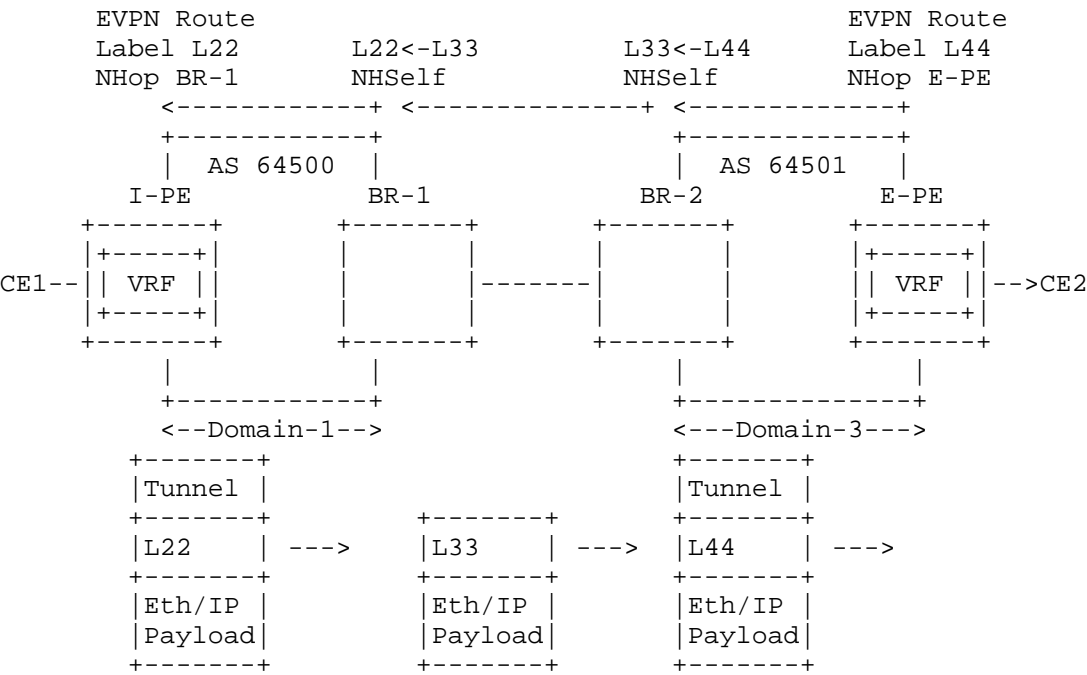 EVPN Route EVPN Route
Label L22 L22<-L33 L33<-L44 Label L44
NHop BR-1 NHSelf NHSelf NHop E-PE
AS 64500 AS 64501
I-PE BR-1 BR-2 E-PE
CE1--|| VRF || || VRF ||-->CE2
<--Domain-1--> <---Domain-3--->
Tunnel Tunnel
L22 ---> L33 ---> L44 --->
Eth/IP Eth/IP Eth/IP
Payload Payload Payload